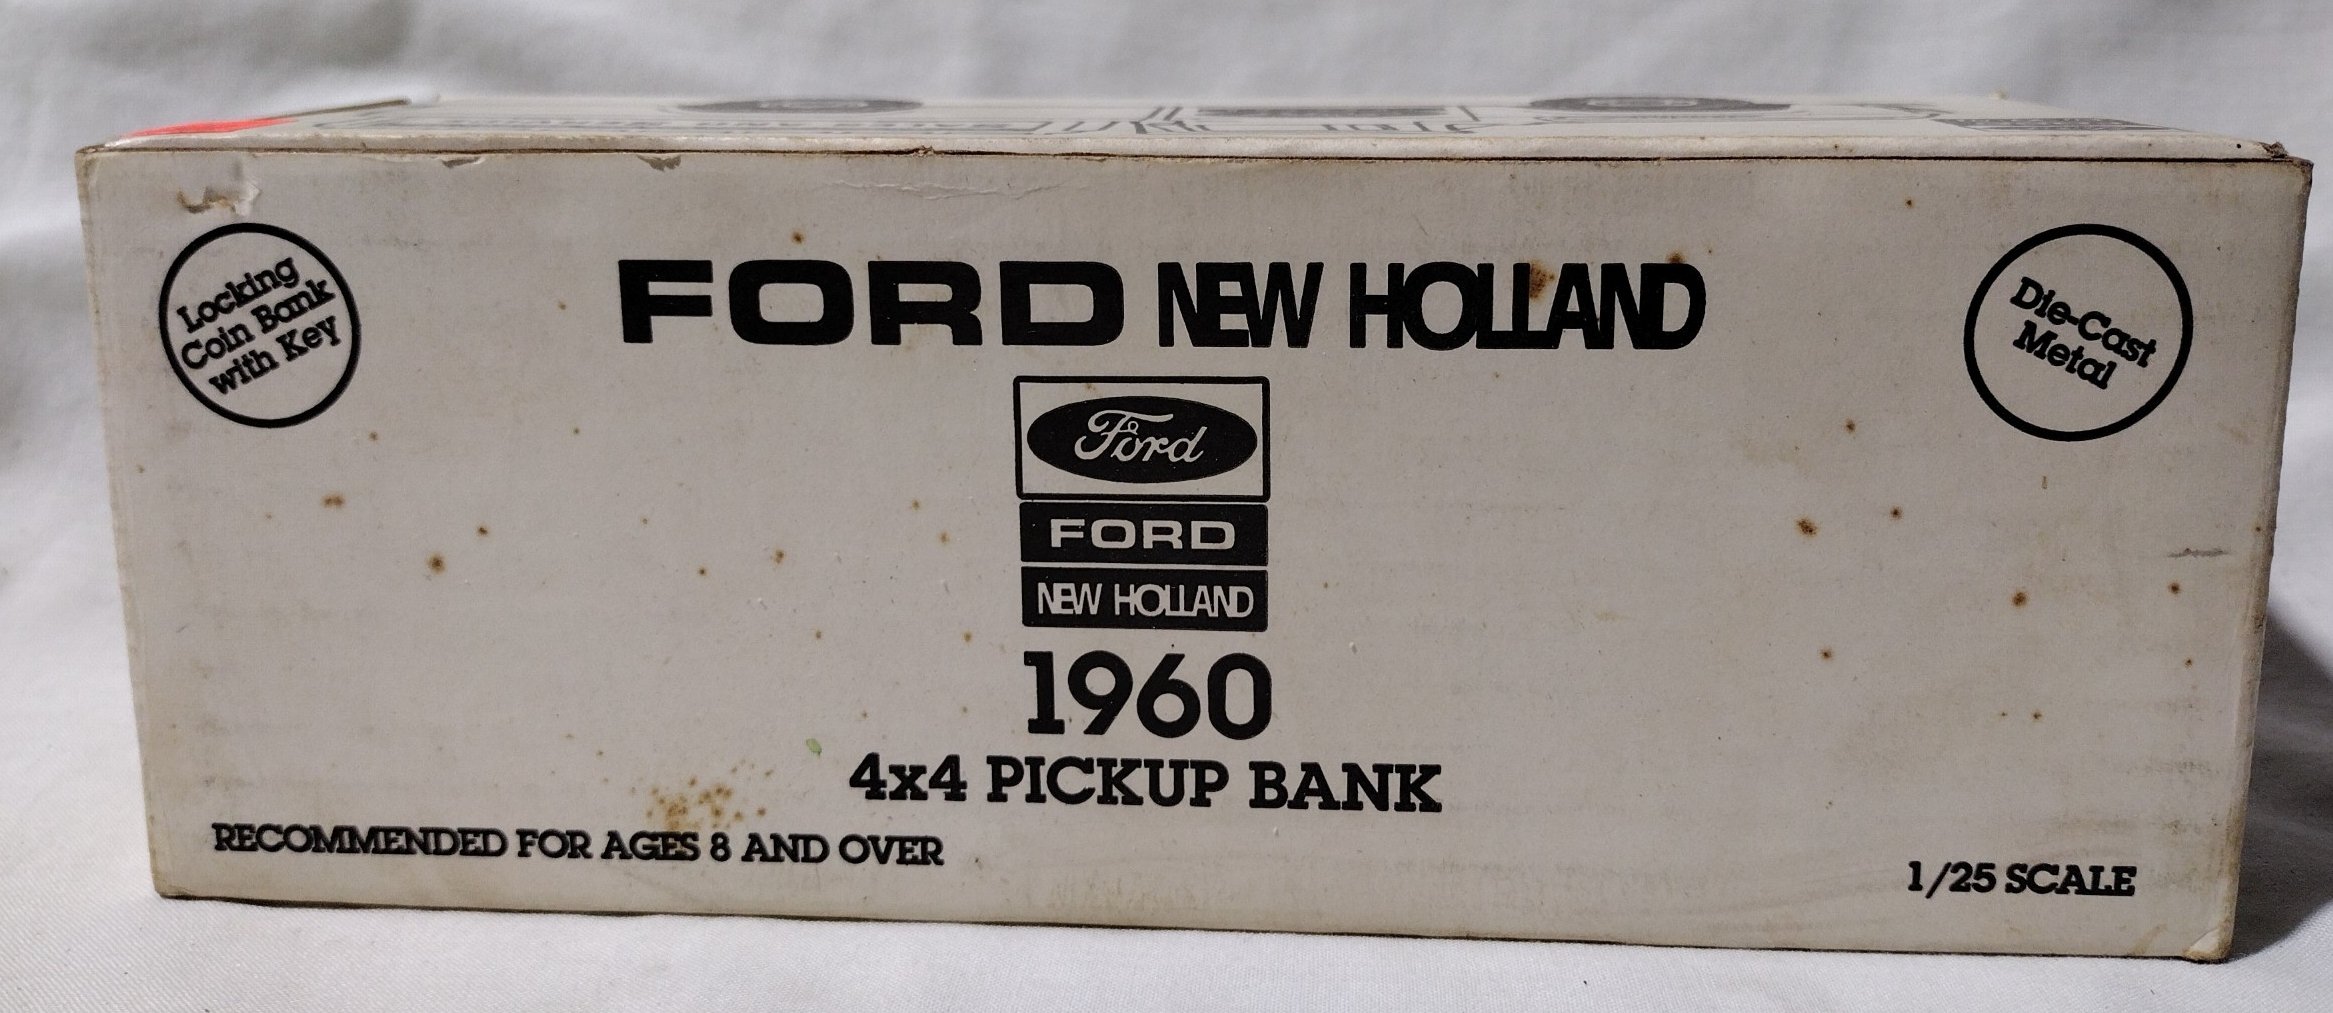 Locking
Coin Bank
with Key
FORD NEW HOLLAND
Die-Cast
Metal
Ford
FORD
NEW HOLLAND
1960
4x4 PICKUP BANK
RECOMMENDED FOR AGES 8 AND OVER
1/25 SCALE